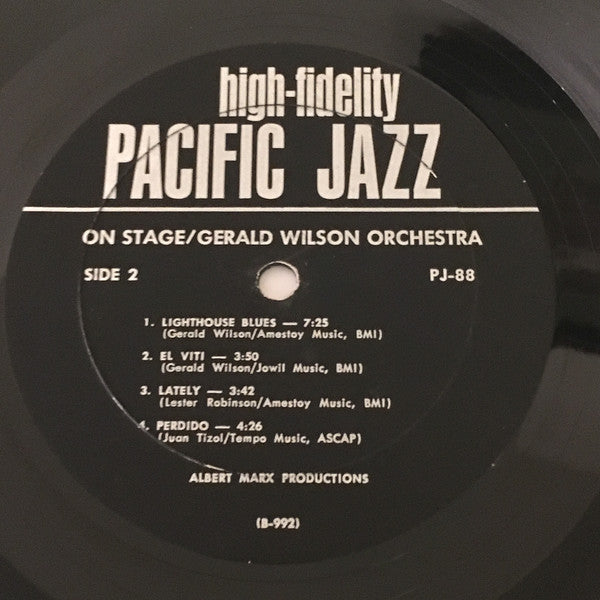 high-fidelity
PACIFIC JAZZ
ON STAGE/GERALD WILSON ORCHESTRA
SIDE 2 PJ-88
1. LIGHTHOUSE BLUES — 7:25
(Gerald Wilson/Amestoy Music, BMI)
2. EL VITI — 3:50
(Gerald Wilson/Jowil Music, BMI)
3. LATELY — 3:42
(Lester Robinson/Amestoy Music, BMI)
4. PERDIDO — 4:26
(Juan Tizol/Tempo Music, ASCAP)
ALBERT MARX PRODUCTIONS
(B-992)